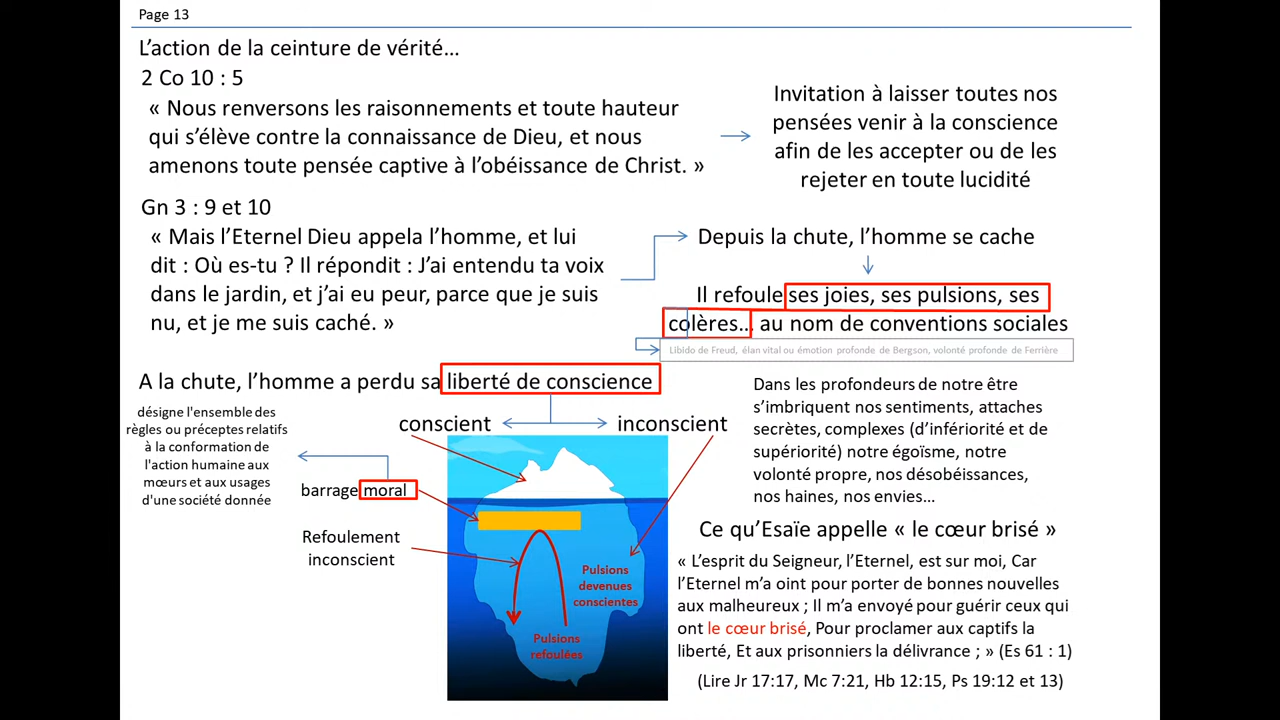 Page 13
L'action de la ceinture de vérité…
2 Co 10 : 5
« Nous renversons les raisonnements et toute hauteur
qui s'élève contre la connaissance de Dieu, et nous
amenons toute pensée captive à l'obéissance de Christ. »
Invitation à laisser toutes nos
pensées venir à la conscience
afin de les accepter ou de les
rejeter en toute lucidité
Gn 3 : 9 et 10
« Mais l'Eternel Dieu appela l'homme, et lui
dit : Où es-tu ? Il répondit : J'ai entendu ta voix
dans le jardin, et j'ai eu peur, parce que je suis
nu, et je me suis caché. »
Depuis la chute, l'homme se cache
Il refoule ses joies, ses pulsions, ses
colères… au nom de conventions sociales
Libido de Freud, élan vital ou émotion profonde de Bergson, volonté profonde de Ferrière
A la chute, l'homme a perdu sa liberté de conscience
conscient
inconscient
désigne l'ensemble des
règles ou préceptes relatifs
à la conformation de
l'action humaine aux
mœurs et aux usages
d'une société donnée
barrage moral
Refoulement
inconscient
Pulsions
devenues
conscientes
Pulsions
refoulées
Dans les profondeurs de notre être
s'imbriquent nos sentiments, attaches
secrètes, complexes (d'infériorité et de
supériorité) notre égoïsme, notre
volonté propre, nos désobéissances,
nos haines, nos envies…
Ce qu'Esaïe appelle « le cœur brisé »
« L'esprit du Seigneur, l'Eternel, est sur moi, Car
l'Eternel m'a oint pour porter de bonnes nouvelles
aux malheureux ; Il m'a envoyé pour guérir ceux qui
ont le cœur brisé, Pour proclamer aux captifs la
liberté, Et aux prisonniers la délivrance ; » (Es 61 : 1)
(Lire Jr 17:17, Mc 7:21, Hb 12:15, Ps 19:12 et 13)